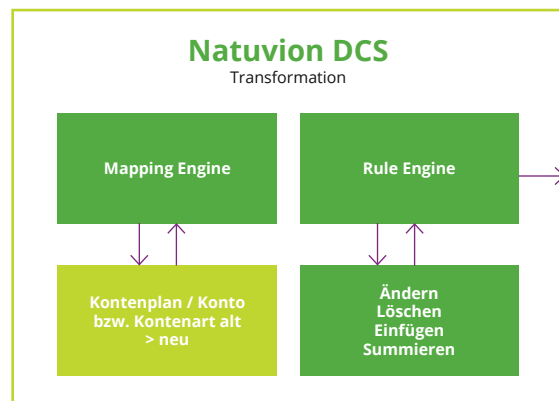 Natuvion DCS
Transformation
Mapping Engine
Rule Engine
Kontenplan / Konto
bzw. Kontenart alt
> neu
Ändern
Löschen
Einfügen
Summieren